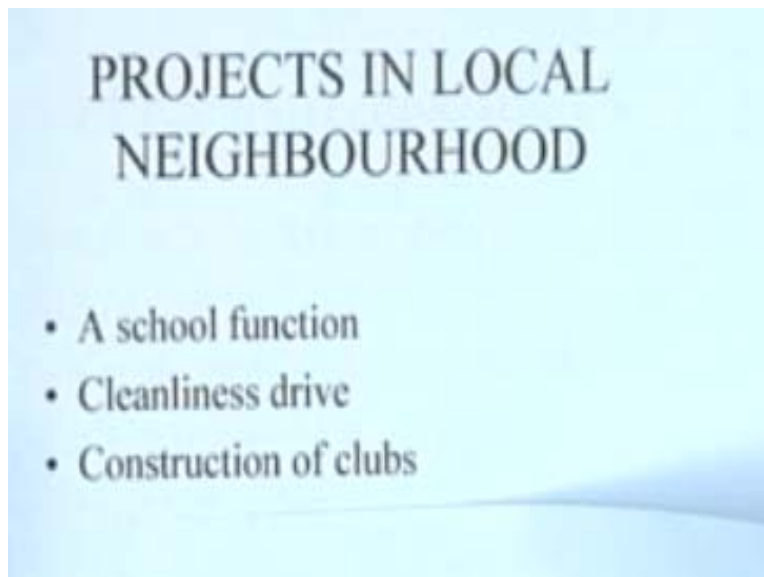 PROJECTS IN LOCAL
NEIGHBOURHOOD
• A school function
• Cleanliness drive
• Construction of clubs